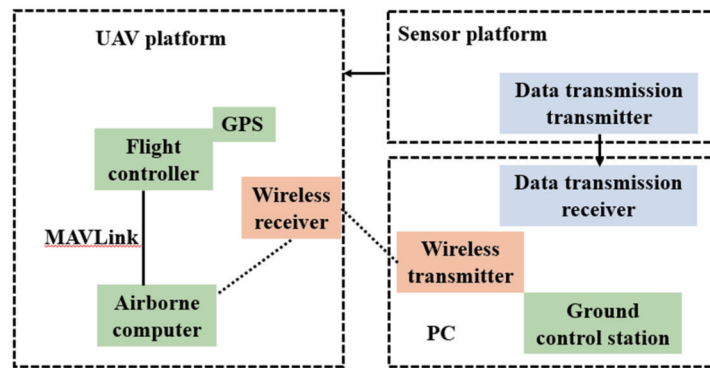 UAV platform
GPS
Flight
controller
Wireless
receiver
MAVLink
Airborne
computer
Sensor platform
Data transmission
transmitter
Data transmission
receiver
Wireless
transmitter
Ground
control station
PC